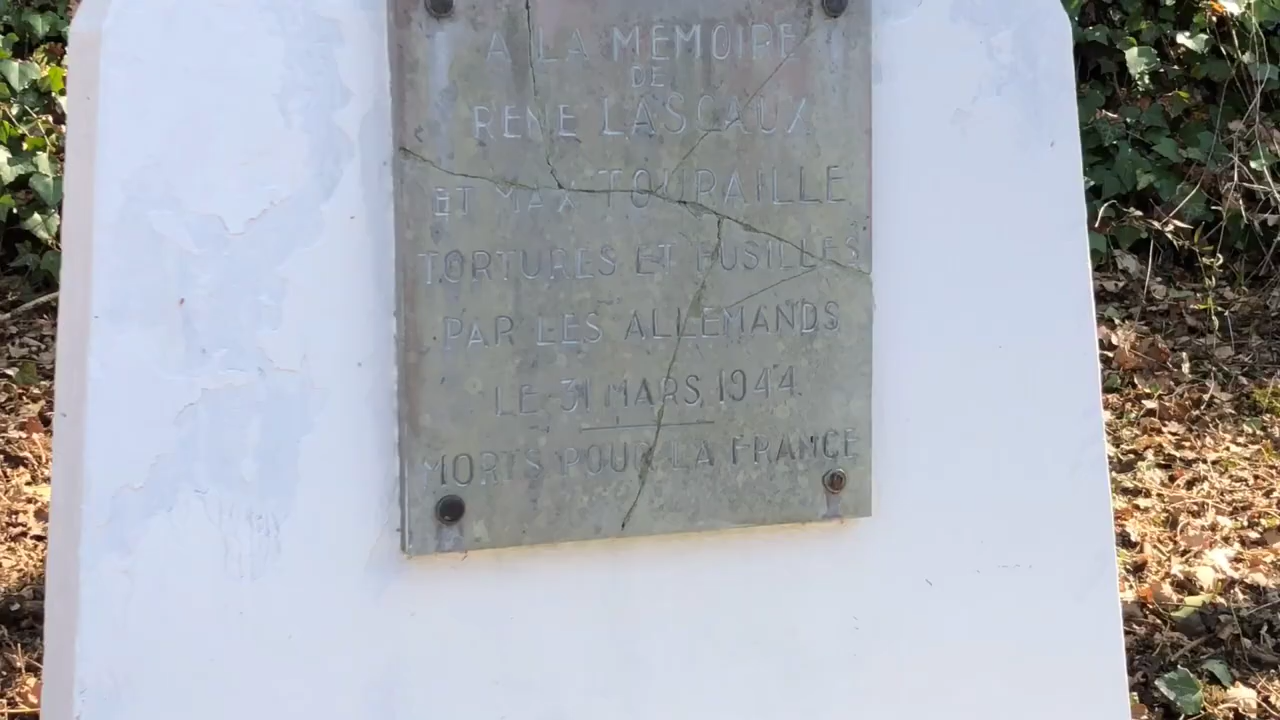 A LA MEMOIRE
DE
RENE LASCAUX
ET MAX TOURAILLE
TORTURES ET FUSILLES
PAR LES ALLEMANDS
LE 31 MARS 1944.
MORTS POUR LA FRANCE